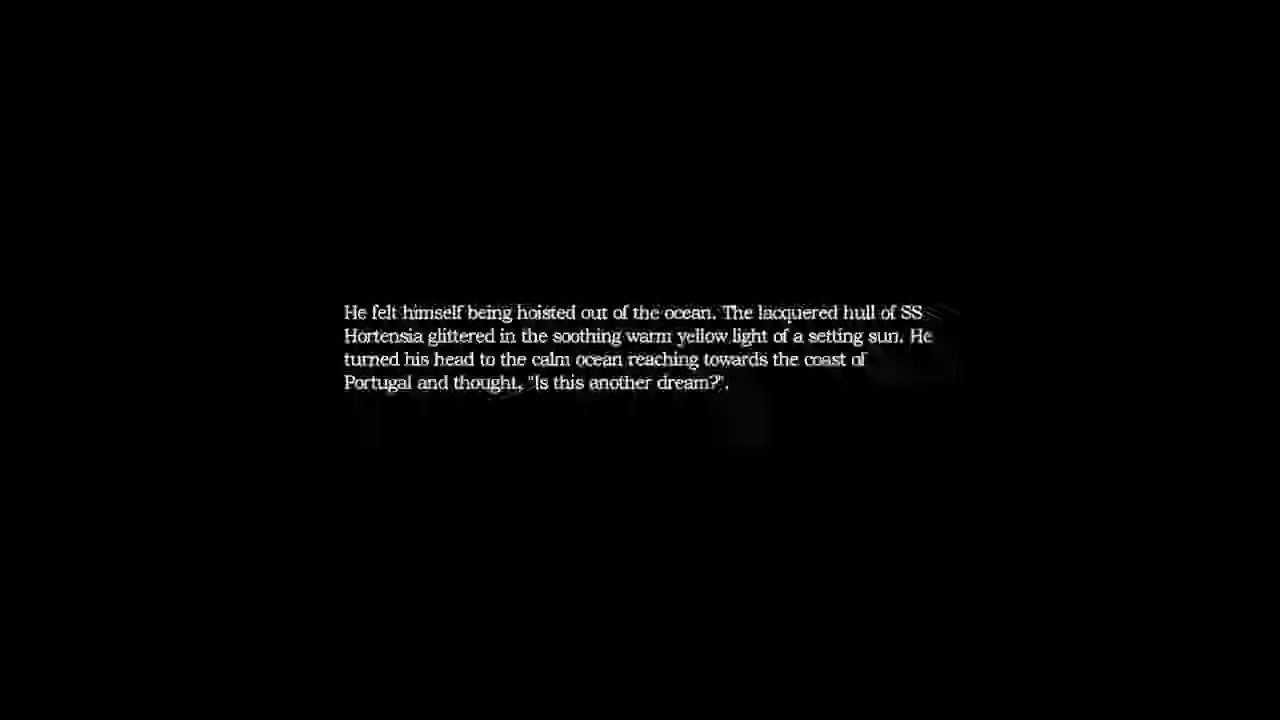 He felt himself being hoisted out of the ocean. The lacquered hull of SS
Hortensia glittered in the soothing warm yellow light of a setting sun. He
turned his head to the calm ocean reaching towards the coast of
Portugal and thought, "Is this another dream?".